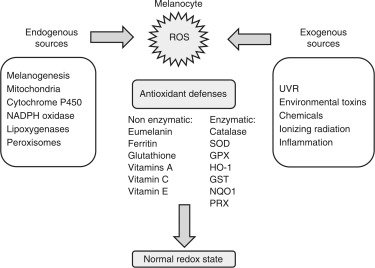 Melanocyte
Endogenous
sources
ROS
Exogenous
sources
Melanogenesis
Mitochondria
Cytochrome P450
NADPH oxidase
Lipoxygenases
Peroxisomes
Antioxidant defenses
Non enzymatic:
Eumelanin
Ferritin
Glutathione
Vitamins A
Vitamin C
Vitamin E
Enzymatic:
Catalase
SOD
GPX
HO-1
GST
NQO1
PRX
UVR
Environmental toxins
Chemicals
Ionizing radiation
Inflammation
Normal redox state